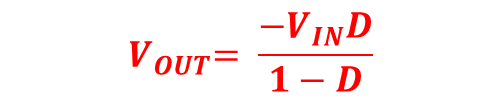 V_OUT = -V_IN D / 1 - D